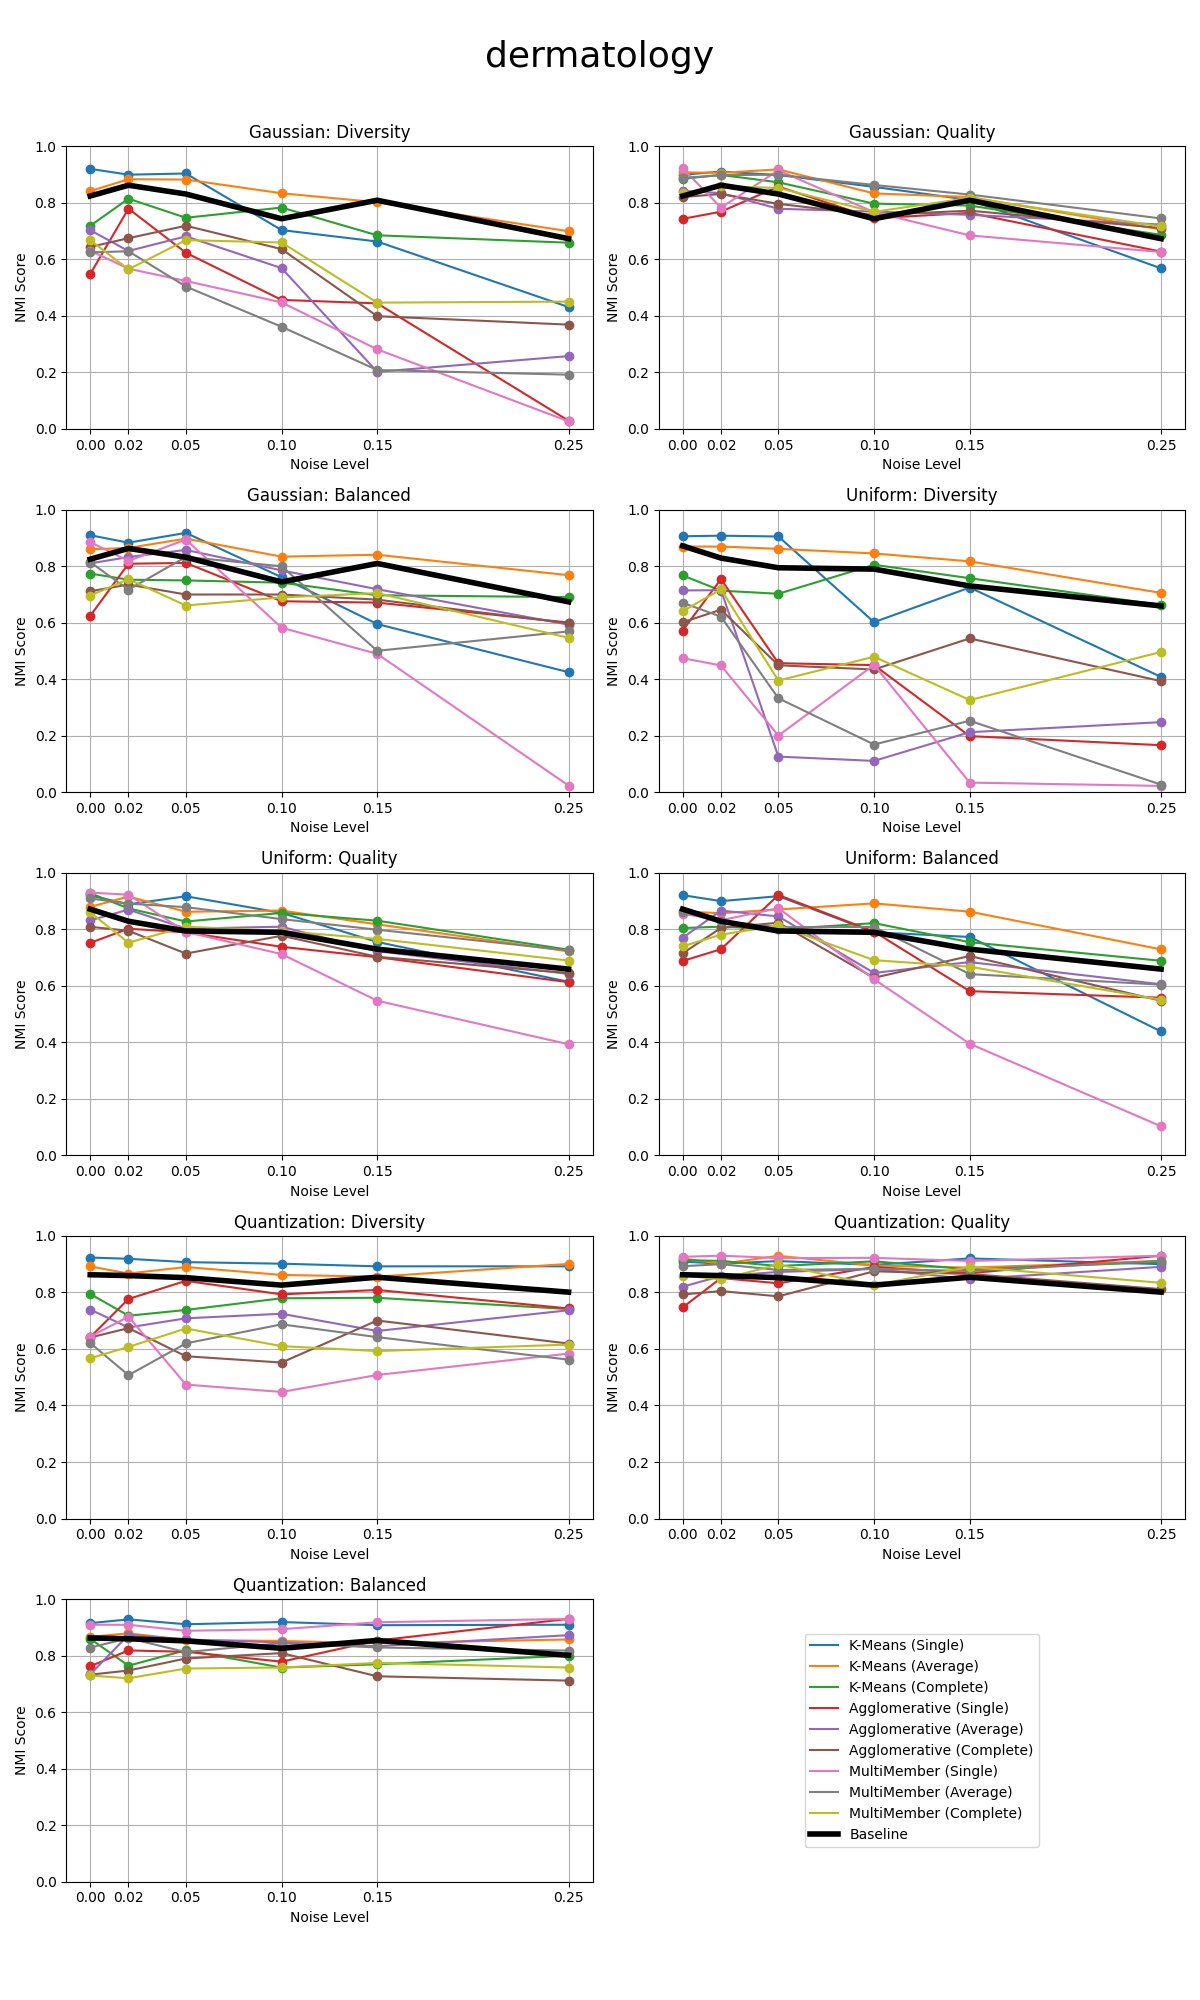 dermatology
Gaussian: Diversity
1.0
0.8
0.6
0.4
0.2
0.0
NMI Score
0.00 0.02 0.05 0.10 0.15 0.25
Noise Level
Gaussian: Quality
1.0
0.8
0.6
0.4
0.2
0.0
NMI Score
0.00 0.02 0.05 0.10 0.15 0.25
Noise Level
Gaussian: Balanced
1.0
0.8
0.6
0.4
0.2
0.0
NMI Score
0.00 0.02 0.05 0.10 0.15 0.25
Noise Level
Uniform: Diversity
1.0
0.8
0.6
0.4
0.2
0.0
NMI Score
0.00 0.02 0.05 0.10 0.15 0.25
Noise Level
Uniform: Quality
1.0
0.8
0.6
0.4
0.2
0.0
NMI Score
0.00 0.02 0.05 0.10 0.15 0.25
Noise Level
Uniform: Balanced
1.0
0.8
0.6
0.4
0.2
0.0
NMI Score
0.00 0.02 0.05 0.10 0.15 0.25
Noise Level
Quantization: Diversity
1.0
0.8
0.6
0.4
0.2
0.0
NMI Score
0.00 0.02 0.05 0.10 0.15 0.25
Noise Level
Quantization: Quality
1.0
0.8
0.6
0.4
0.2
0.0
NMI Score
0.00 0.02 0.05 0.10 0.15 0.25
Noise Level
Quantization: Balanced
1.0
0.8
0.6
0.4
0.2
0.0
NMI Score
0.00 0.02 0.05 0.10 0.15 0.25
Noise Level
K-Means (Single)
K-Means (Average)
K-Means (Complete)
Agglomerative (Single)
Agglomerative (Average)
Agglomerative (Complete)
MultiMember (Single)
MultiMember (Average)
MultiMember (Complete)
Baseline